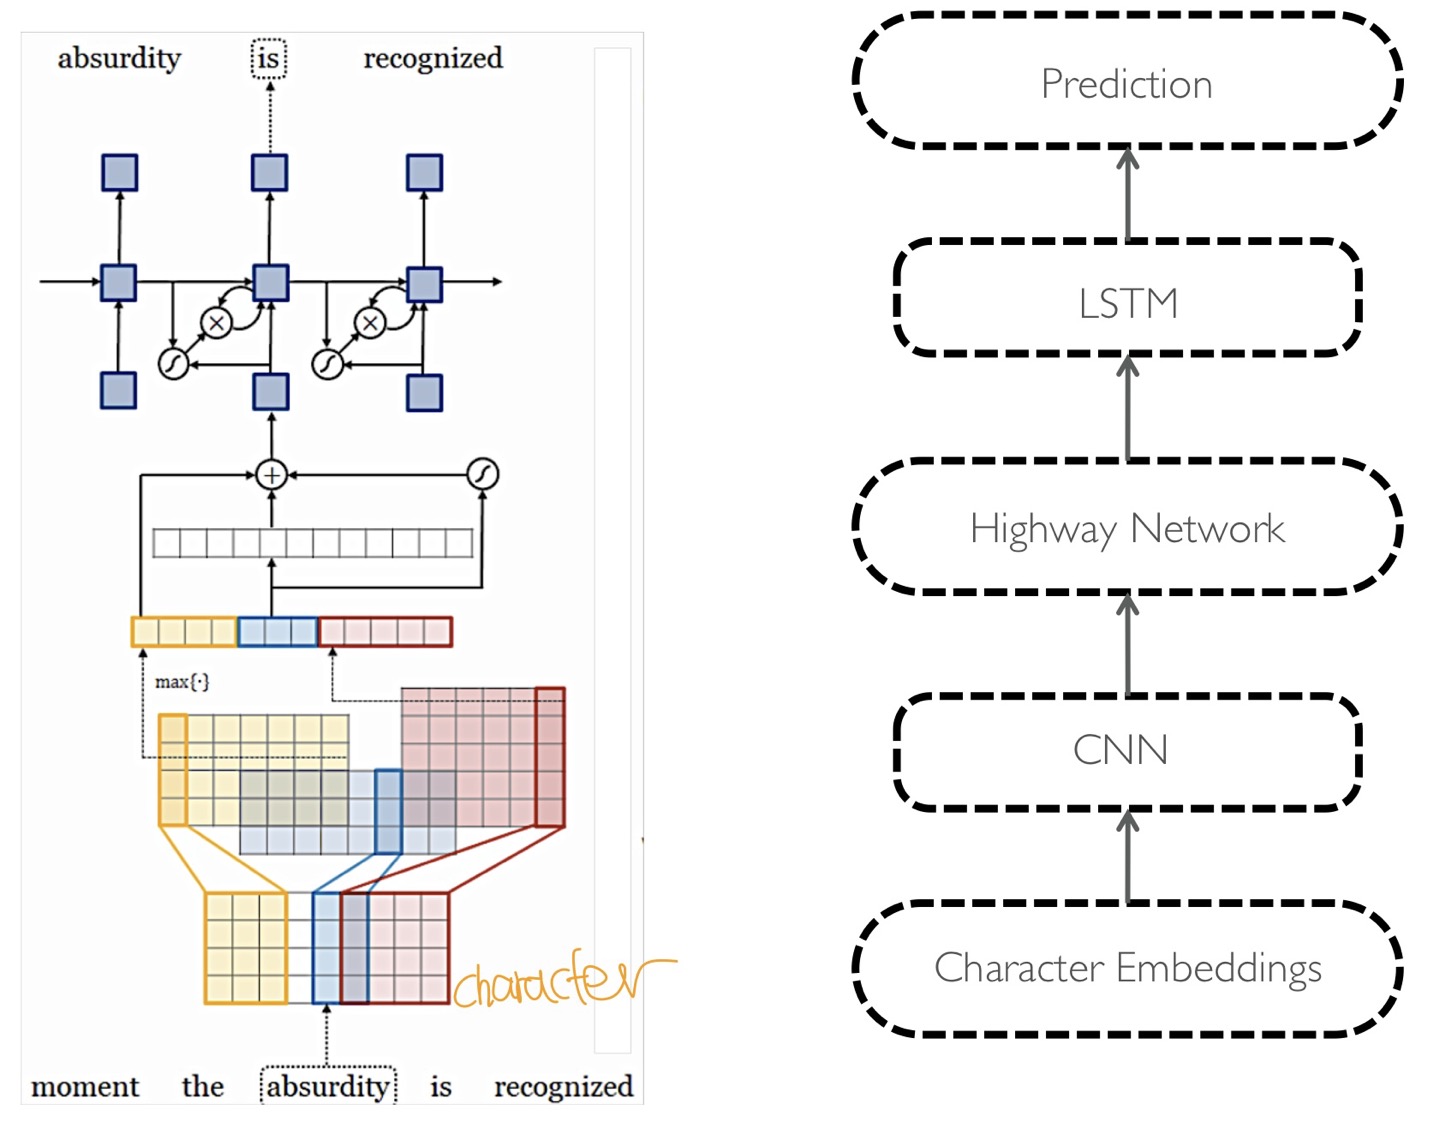 absurdity is recognized
max{·}
character
moment the absurdity is recognized
Prediction
LSTM
Highway Network
CNN
Character Embeddings